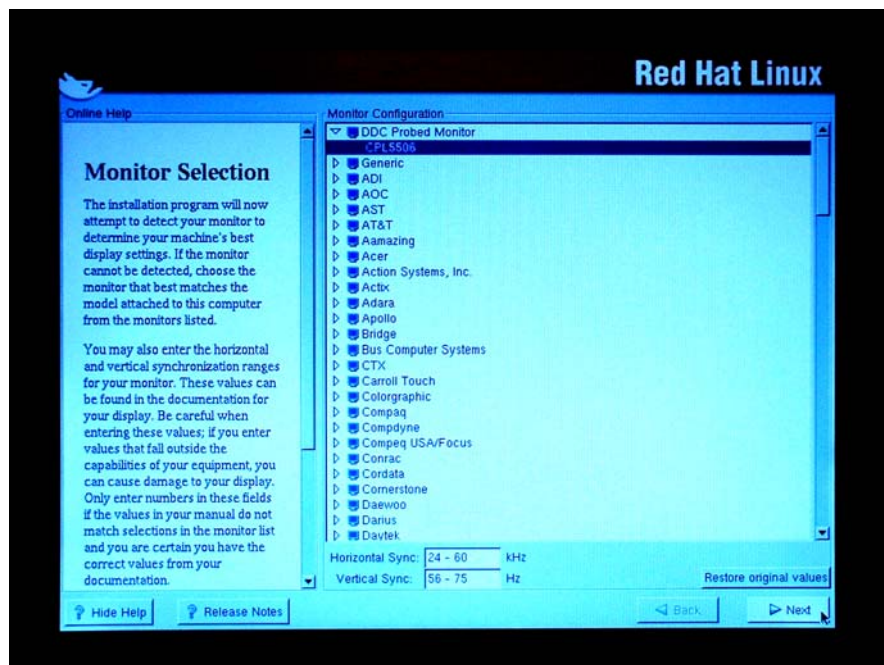 Red Hat Linux
Online Help
Monitor Selection
The installation program will now
attempt to detect your monitor to
determine your machine's best
display settings. If the monitor
cannot be detected, choose the
monitor that best matches the
model attached to this computer
from the monitors listed.
You may also enter the horizontal
and vertical synchronization ranges
for your monitor. These values can
be found in the documentation for
your display. Be careful when
entering these values; if you enter
values that fall outside the
capabilities of your equipment, you
can cause damage to your display.
Only enter numbers in these fields
if the values in your manual do not
match selections in the monitor list
and you are certain you have the
correct values from your
documentation.
Monitor Configuration
DDC Probed Monitor
CPL5506
Generic
ADI
AOC
AST
AT&T
Aamazing
Acer
Action Systems, Inc.
Actix
Adara
Apollo
Bridge
Bus Computer Systems
CTX
Carroll Touch
Colorgraphic
Compaq
Compdyne
Compeq USA/Focus
Conrac
Cordata
Cornerstone
Daewoo
Darius
Daytek
Horizontal Sync: 24 - 60 kHz
Vertical Sync: 56 - 75 Hz
Restore original values
Hide Help
Release Notes
Back
Next